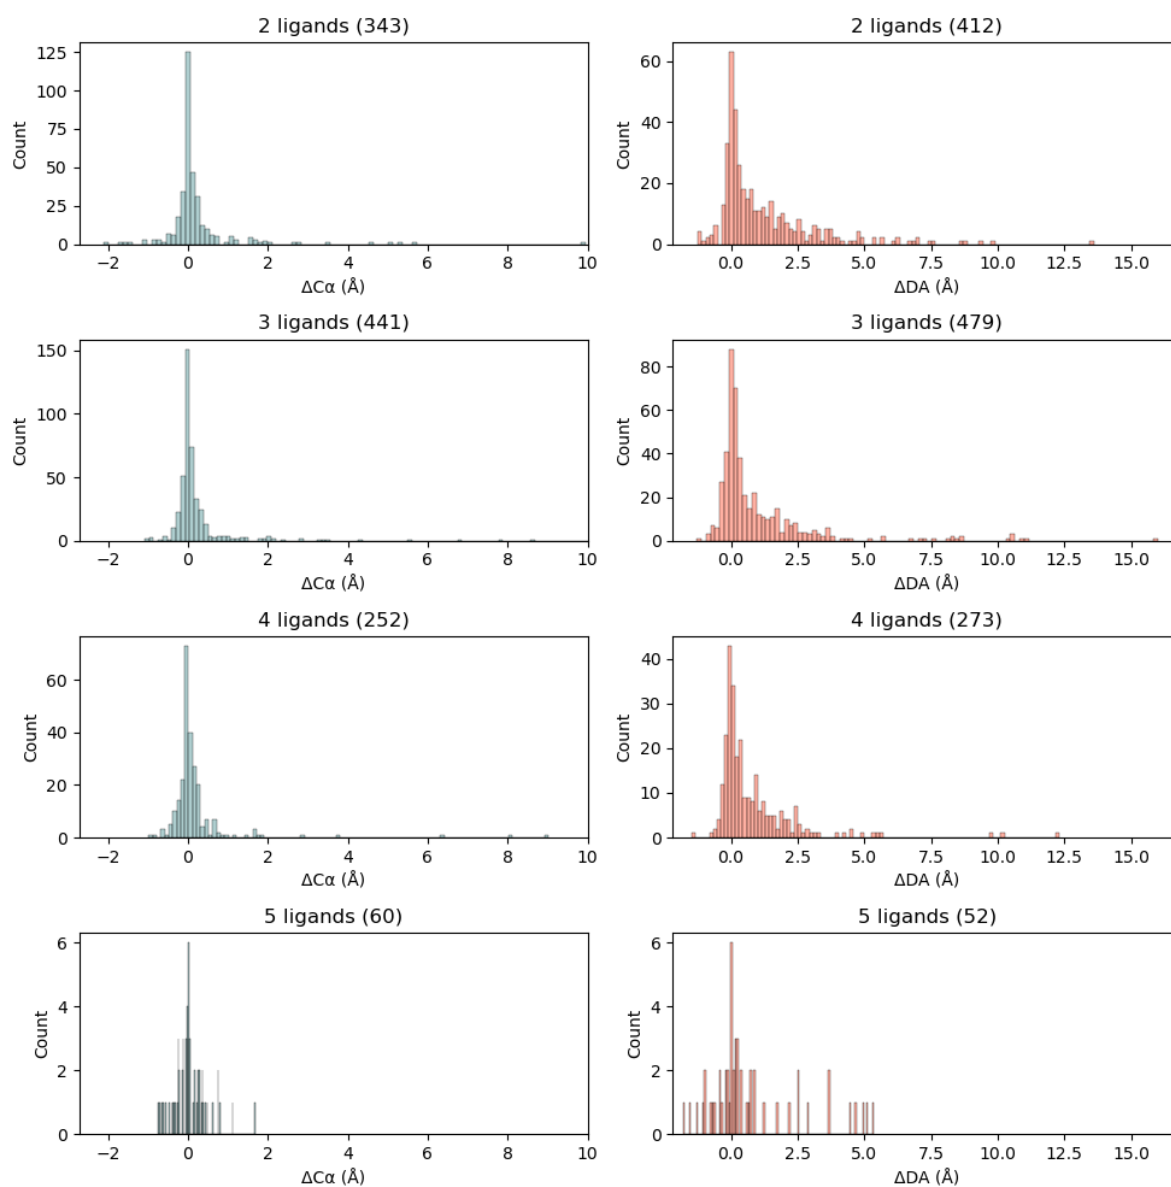 2 ligands (343)
125
100
75
50
25
0
Count
−2 0 2 4 6 8 10
ΔCα (Å)
2 ligands (412)
60
40
20
0
Count
0.0 2.5 5.0 7.5 10.0 12.5 15.0
ΔDA (Å)
3 ligands (441)
150
100
50
0
Count
−2 0 2 4 6 8 10
ΔCα (Å)
3 ligands (479)
80
60
40
20
0
Count
0.0 2.5 5.0 7.5 10.0 12.5 15.0
ΔDA (Å)
4 ligands (252)
60
40
20
0
Count
−2 0 2 4 6 8 10
ΔCα (Å)
4 ligands (273)
40
30
20
10
0
Count
0.0 2.5 5.0 7.5 10.0 12.5 15.0
ΔDA (Å)
5 ligands (60)
6
4
2
0
Count
−2 0 2 4 6 8 10
ΔCα (Å)
5 ligands (52)
6
4
2
0
Count
0.0 2.5 5.0 7.5 10.0 12.5 15.0
ΔDA (Å)